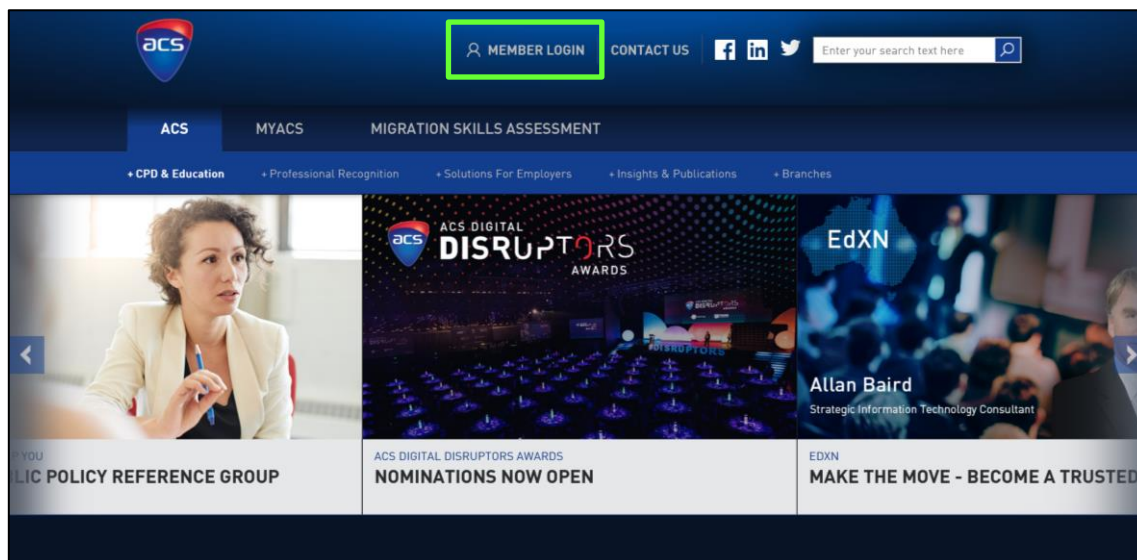 acs
MEMBER LOGIN
CONTACT US
Enter your search text here
ACS
MYACS
MIGRATION SKILLS ASSESSMENT
+ CPD & Education
+ Professional Recognition
+ Solutions For Employers
+ Insights & Publications
+ Branches
acs
ACS DIGITAL
DISRUPTORS
AWARDS
DISRUPTORS
EdXN
Allan Baird
Strategic Information Technology Consultant
P YOU
LIC POLICY REFERENCE GROUP
ACS DIGITAL DISRUPTORS AWARDS
NOMINATIONS NOW OPEN
EDXN
MAKE THE MOVE - BECOME A TRUSTED